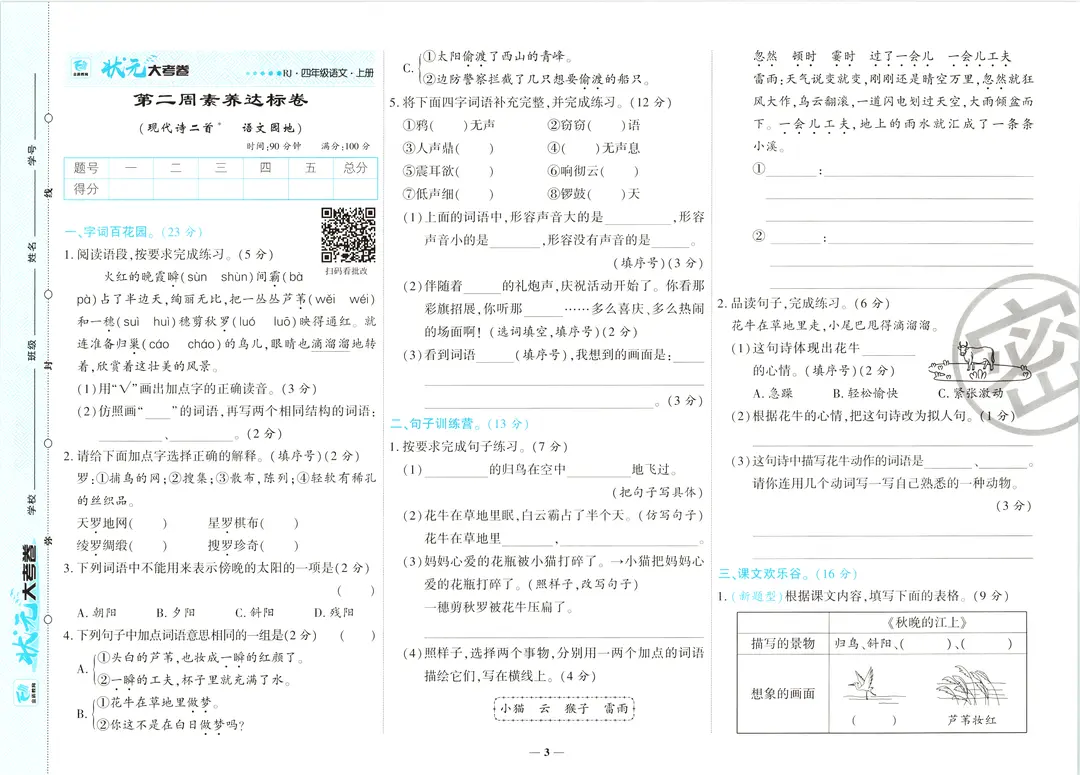 学号
姓名
班级
学校
线
封
弥
状元大考卷
金碧教育
状元大考卷
RJ·四年级语文·上册
第二周素养达标卷
(现代诗二首* 语文园地)
时间:90分钟 满分:100分
题号 一 二 三 四 五 总分
得分
一、字词百花园。(23分)
扫码看批改
1.阅读语段,按要求完成练习。(5分)
火红的晚霞瞬(sùn shùn)间霸(bà
pà)占了半边天,绚丽无比,把一丛丛芦苇(wěi wéi)
和一穗(suì huì)穗剪秋罗(luó luō)映得通红。就
连准备归巢(cáo cháo)的鸟儿,眼睛也滴溜溜地转
着,欣赏着这壮美的风景。
(1)用“√”画出加点字的正确读音。(3分)
(2)仿照画“____”的词语,再写两个相同结构的词语:
________、________。(2分)
2.请给下面加点字选择正确的解释。(填序号)(2分)
罗:①捕鸟的网;②搜集;③散布,陈列;④轻软有稀孔
的丝织品。
天罗地网( ) 星罗棋布( )
绫罗绸缎( ) 搜罗珍奇( )
3.下列词语中不能用来表示傍晚的太阳的一项是(2分)
( )
A.朝阳 B.夕阳 C.斜阳 D.残阳
4.下列句子中加点词语意思相同的一组是(2分) ( )
A.①头白的芦苇,也妆成一瞬的红颜了。
②一瞬的工夫,杯子里就充满了水。
B.①花牛在草地里做梦。
②你这不是在白日做梦吗?
C.①太阳偷渡了西山的青峰。
②边防警察拦截了几只想要偷渡的船只。
5.将下面四字词语补充完整,并完成练习。(12分)
①鸦( )无声 ②窃窃( )语
③人声鼎( ) ④( )无声息
⑤震耳欲( ) ⑥响彻云( )
⑦低声细( ) ⑧锣鼓( )天
(1)上面的词语中,形容声音大的是________,形容
声音小的是________,形容没有声音的是______。
(填序号)(3分)
(2)伴随着______的礼炮声,庆祝活动开始了。你看那
彩旗招展,你听那______……多么喜庆、多么热闹
的场面啊!(选词填空,填序号)(2分)
(3)看到词语______(填序号),我想到的画面是:____
________________。(3分)
二、句子训练营。(13分)
1.按要求完成句子练习。(7分)
(1)________的归鸟在空中________地飞过。
(把句子写具体)
(2)花牛在草地里眠,白云霸占了半个天。(仿写句子)
花牛在草地里______,________________。
(3)妈妈心爱的花瓶被小猫打碎了。→小猫把妈妈心
爱的花瓶打碎了。(照样子,改写句子)
一穗剪秋罗被花牛压扁了。
(4)照样子,选择两个事物,分别用一两个加点的词语
描绘它们,写在横线上。(4分)
小猫 云 猴子 雷雨
— 3 —
忽然 顿时 霎时 过了一会儿 一会儿工夫
雷雨:天气说变就变,刚刚还是晴空万里,忽然就狂
风大作,乌云翻滚,一道闪电划过天空,大雨倾盆而
下。一会儿工夫,地上的雨水就汇成了一条条
小溪。
①________:________________
②________:________________
2.品读句子,完成练习。(6分)
花牛在草地里走,小尾巴甩得滴溜溜。
(1)这句诗体现出花牛________
的心情。(填序号)(2分)
A.急躁 B.轻松愉快 C.紧张激动
(2)根据花牛的心情,把这句诗改为拟人句。(1分)
(3)这句诗中描写花牛动作的词语是______、______。
请你连用几个动词写一写自己熟悉的一种动物。
(3分)
密
三、课文欢乐谷。(16分)
1.(新题型)根据课文内容,填写下面的表格。(9分)
《秋晚的江上》
描写的景物 归鸟、斜阳、( )、( )
想象的画面
( ) 芦苇妆红